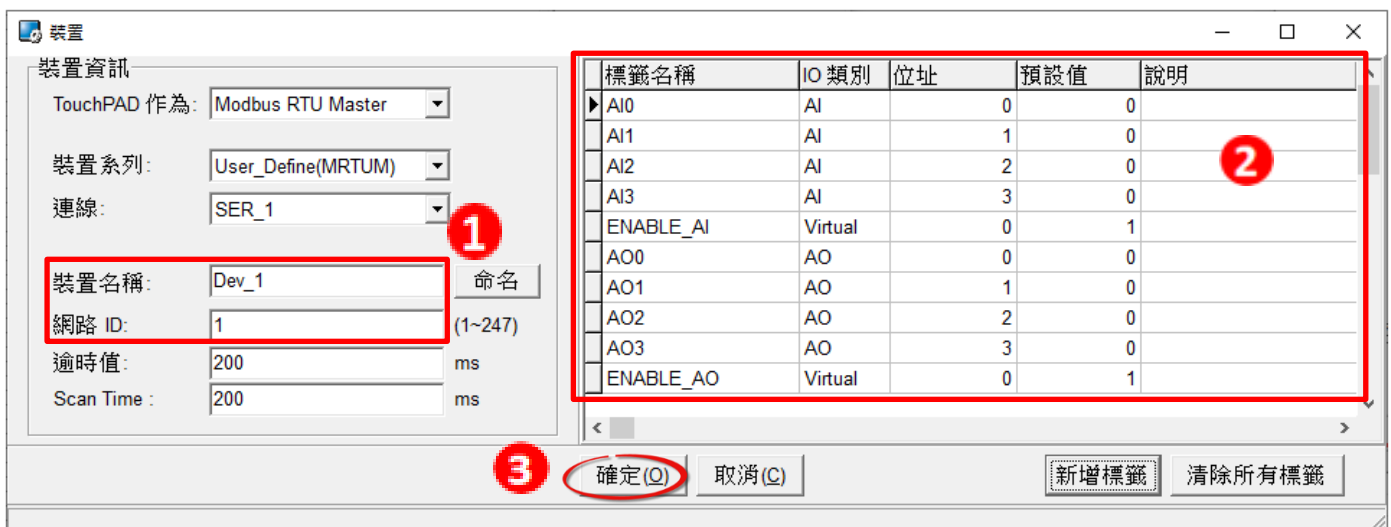 裝置
裝置資訊
TouchPAD 作為: Modbus RTU Master
裝置系列: User_Define(MRTUM)
連線: SER_1
1
裝置名稱: Dev_1 命名
網路 ID: 1 (1~247)
逾時值: 200 ms
Scan Time : 200 ms
標籤名稱 IO 類別 位址 預設值 說明
AI0 AI 0 0
AI1 AI 1 0
AI2 AI 2 0
2
AI3 AI 3 0
ENABLE_AI Virtual 0 1
AO0 AO 0 0
AO1 AO 1 0
AO2 AO 2 0
AO3 AO 3 0
ENABLE_AO Virtual 0 1
3 確定(O) 取消(C) 新增標籤 清除所有標籤